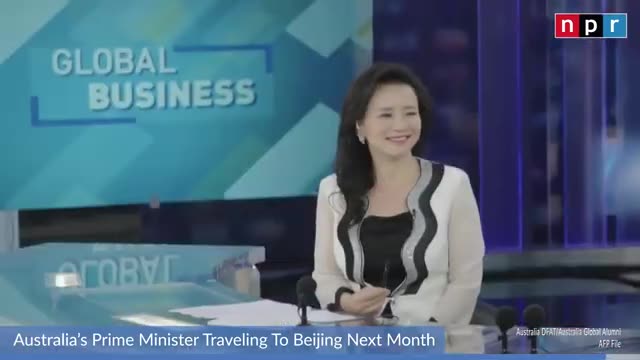 npr
GLOBAL
BUSINESS
GLOBAL
Australia's Prime Minister Traveling To Beijing Next Month
Australia DFAT/Australia Global Alumni
AFP File